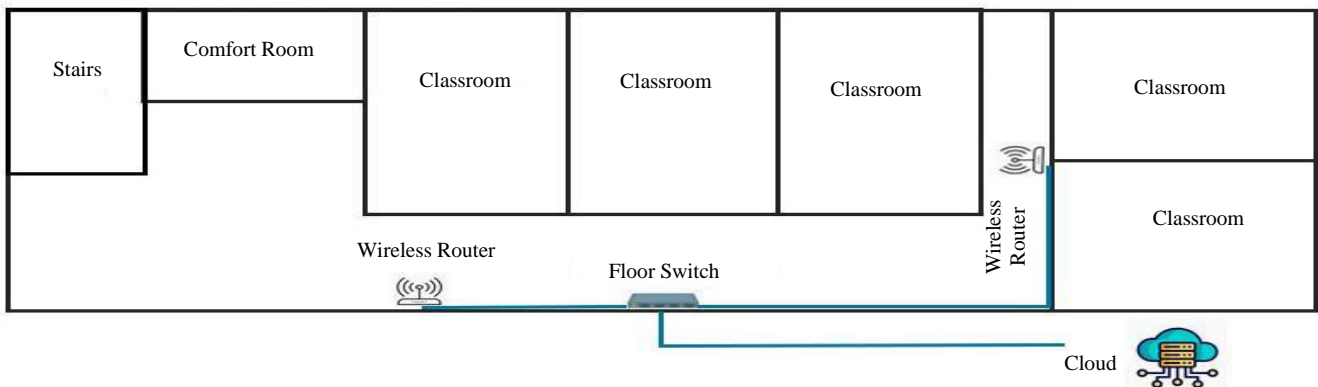 Stairs
Comfort Room
Classroom
Classroom
Classroom
Classroom
Classroom
Wireless Router
Floor Switch
Wireless
Router
Cloud